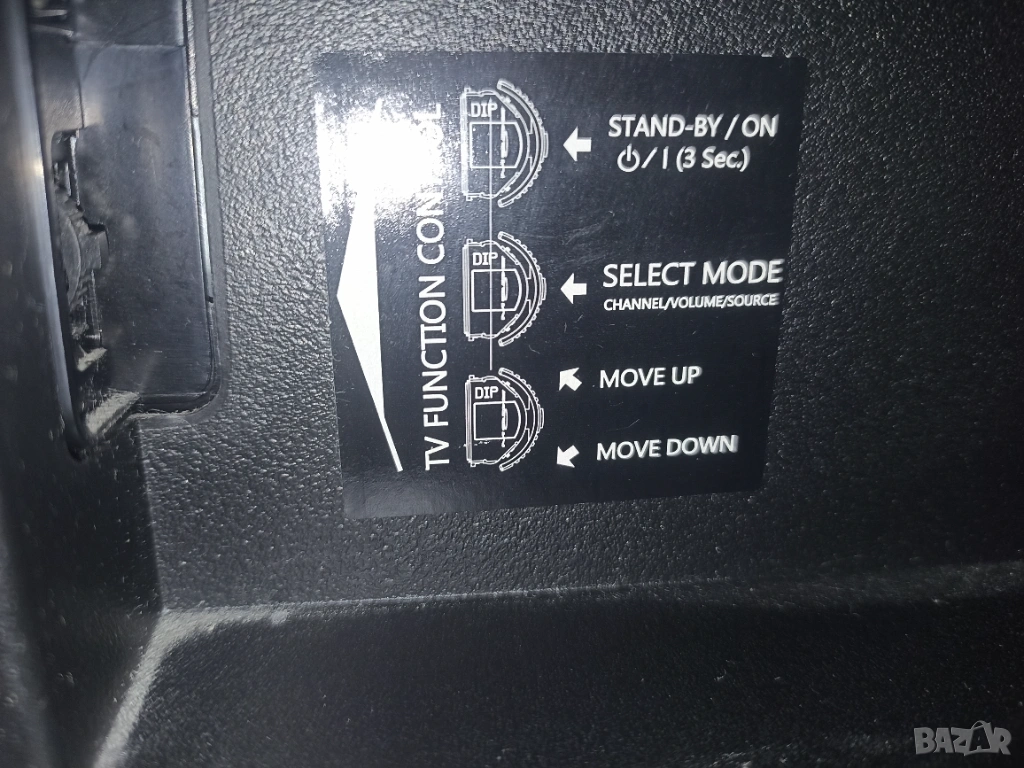 TV FUNCTION
DIP
STAND-BY / ON
⏻/ | (3 Sec.)
DIP
SELECT MODE
CHANNEL/VOLUME/SOURCE
DIP
MOVE UP
MOVE DOWN
BAZAR